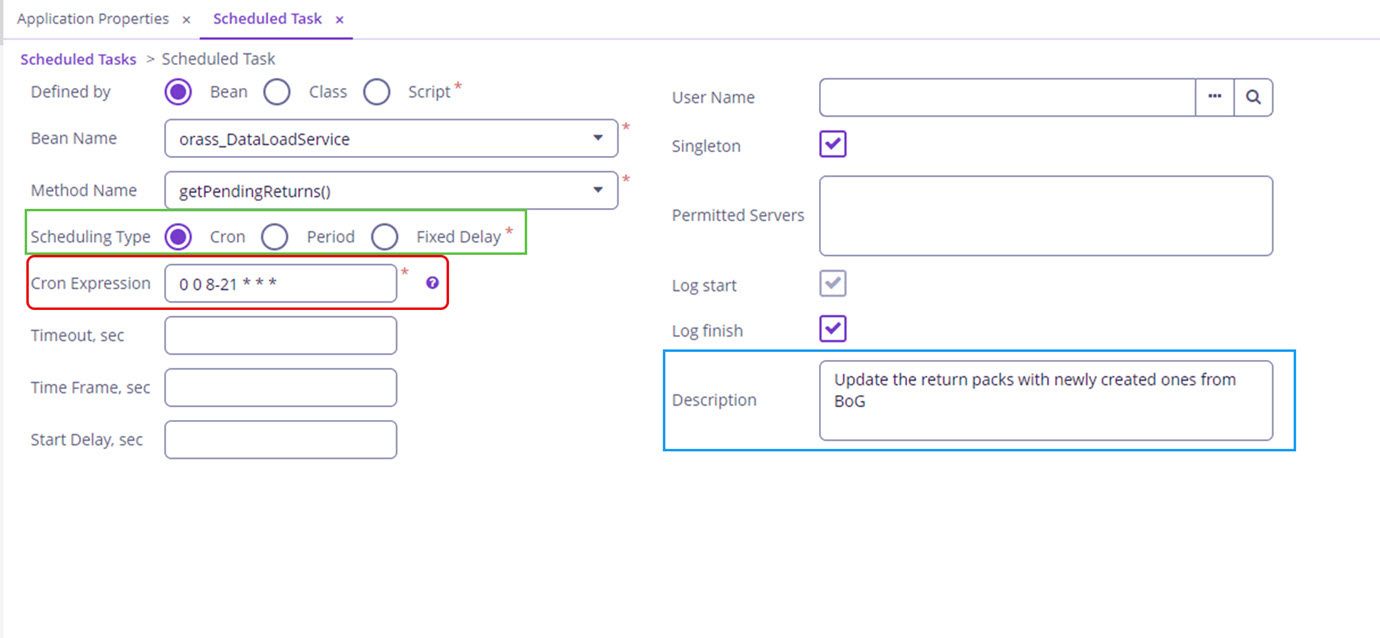 Application Properties ×
Scheduled Task ×
Scheduled Tasks > Scheduled Task
Defined by Bean Class Script *
Bean Name orass_DataLoadService *
Method Name getPendingReturns() *
Scheduling Type Cron Period Fixed Delay *
Cron Expression 0 0 8-21 * * * * ?
Timeout, sec
Time Frame, sec
Start Delay, sec
User Name ...
Singleton
Permitted Servers
Log start
Log finish
Description
Update the return packs with newly created ones from
BoG